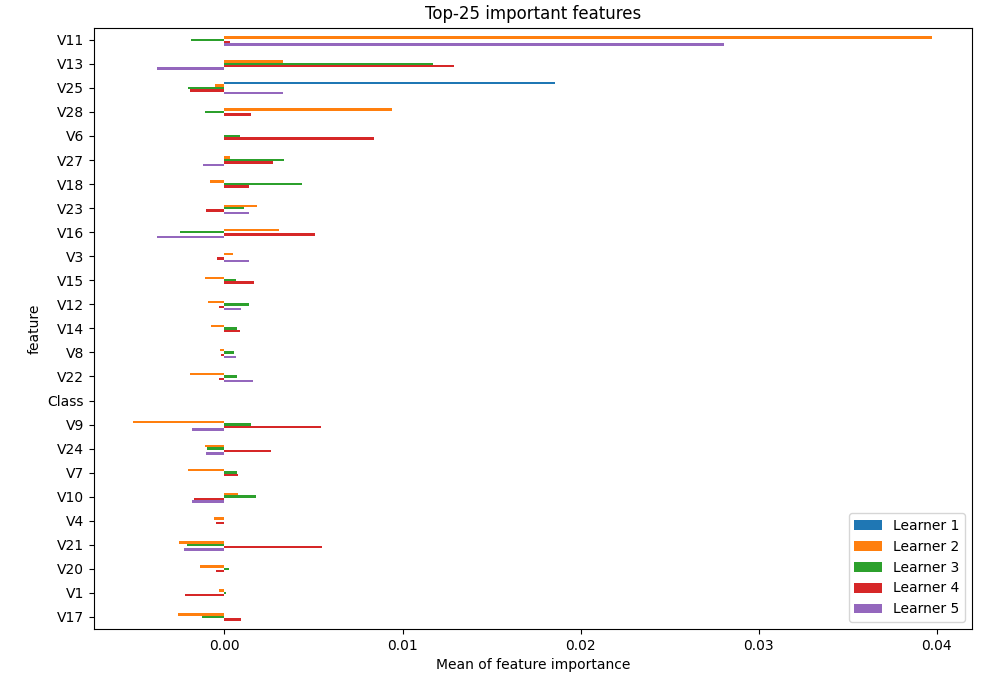 Top-25 important features
V11
V13
V25
V28
V6
V27
V18
V23
V16
V3
V15
V12
V14
V8
V22
Class
V9
V24
V7
V10
V4
V21
V20
V1
V17
feature
Learner 1
Learner 2
Learner 3
Learner 4
Learner 5
0.00 0.01 0.02 0.03 0.04
Mean of feature importance